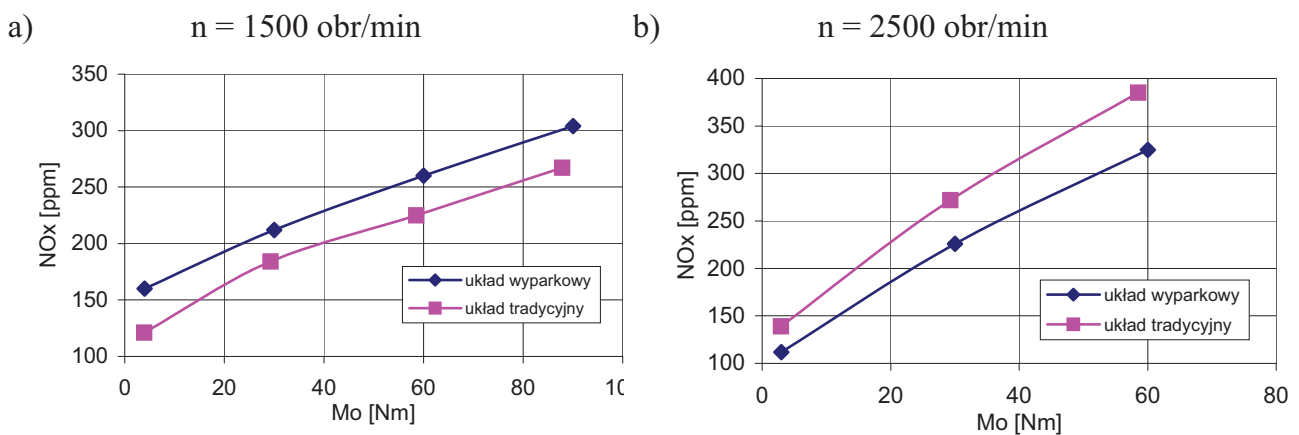 a) n = 1500 obr/min
350
300
250
200
150
100
NOx [ppm]
układ wyparkowy
układ tradycyjny
0 20 40 60 80 10
Mo [Nm]
b) n = 2500 obr/min
400
350
300
250
200
150
100
NOx [ppm]
układ wyparkowy
układ tradycyjny
0 20 40 60 80
Mo [Nm]